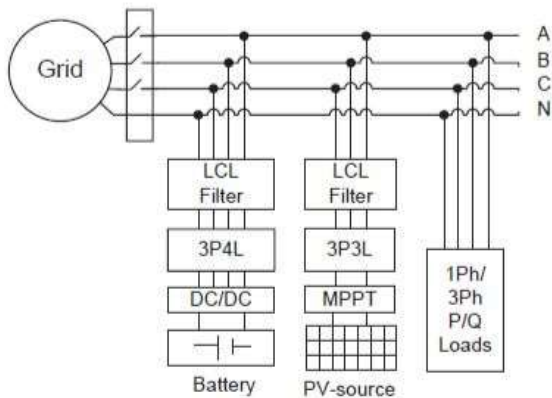 Grid
A
B
C
N
LCL
Filter
3P4L
DC/DC
Battery
LCL
Filter
3P3L
MPPT
PV-source
1Ph/
3Ph
P/Q
Loads